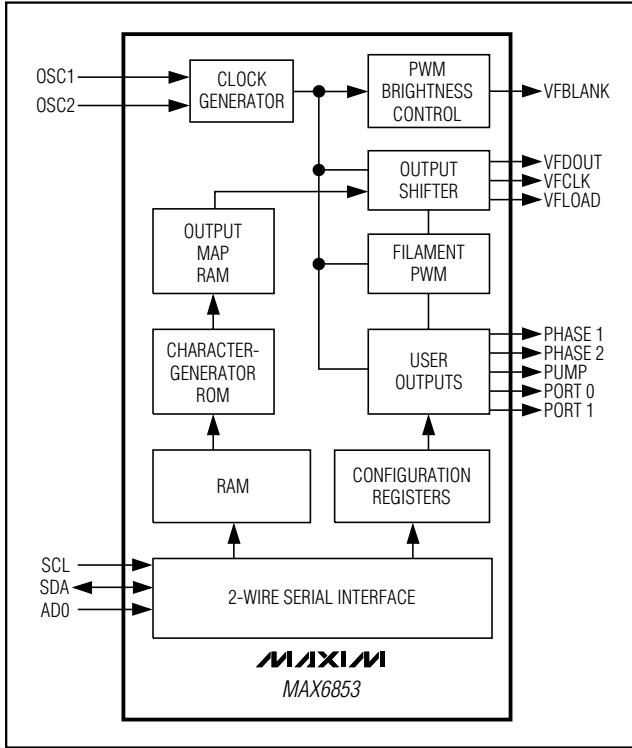 OSC1
OSC2
CLOCK
GENERATOR
PWM
BRIGHTNESS
CONTROL
VFBLANK
OUTPUT
SHIFTER
VFDOUT
VFCLK
VFLOAD
OUTPUT
MAP
RAM
FILAMENT
PWM
CHARACTER-
GENERATOR
ROM
USER
OUTPUTS
PHASE 1
PHASE 2
PUMP
PORT 0
PORT 1
RAM
CONFIGURATION
REGISTERS
SCL
SDA
AD0
2-WIRE SERIAL INTERFACE
MAXIM
MAX6853